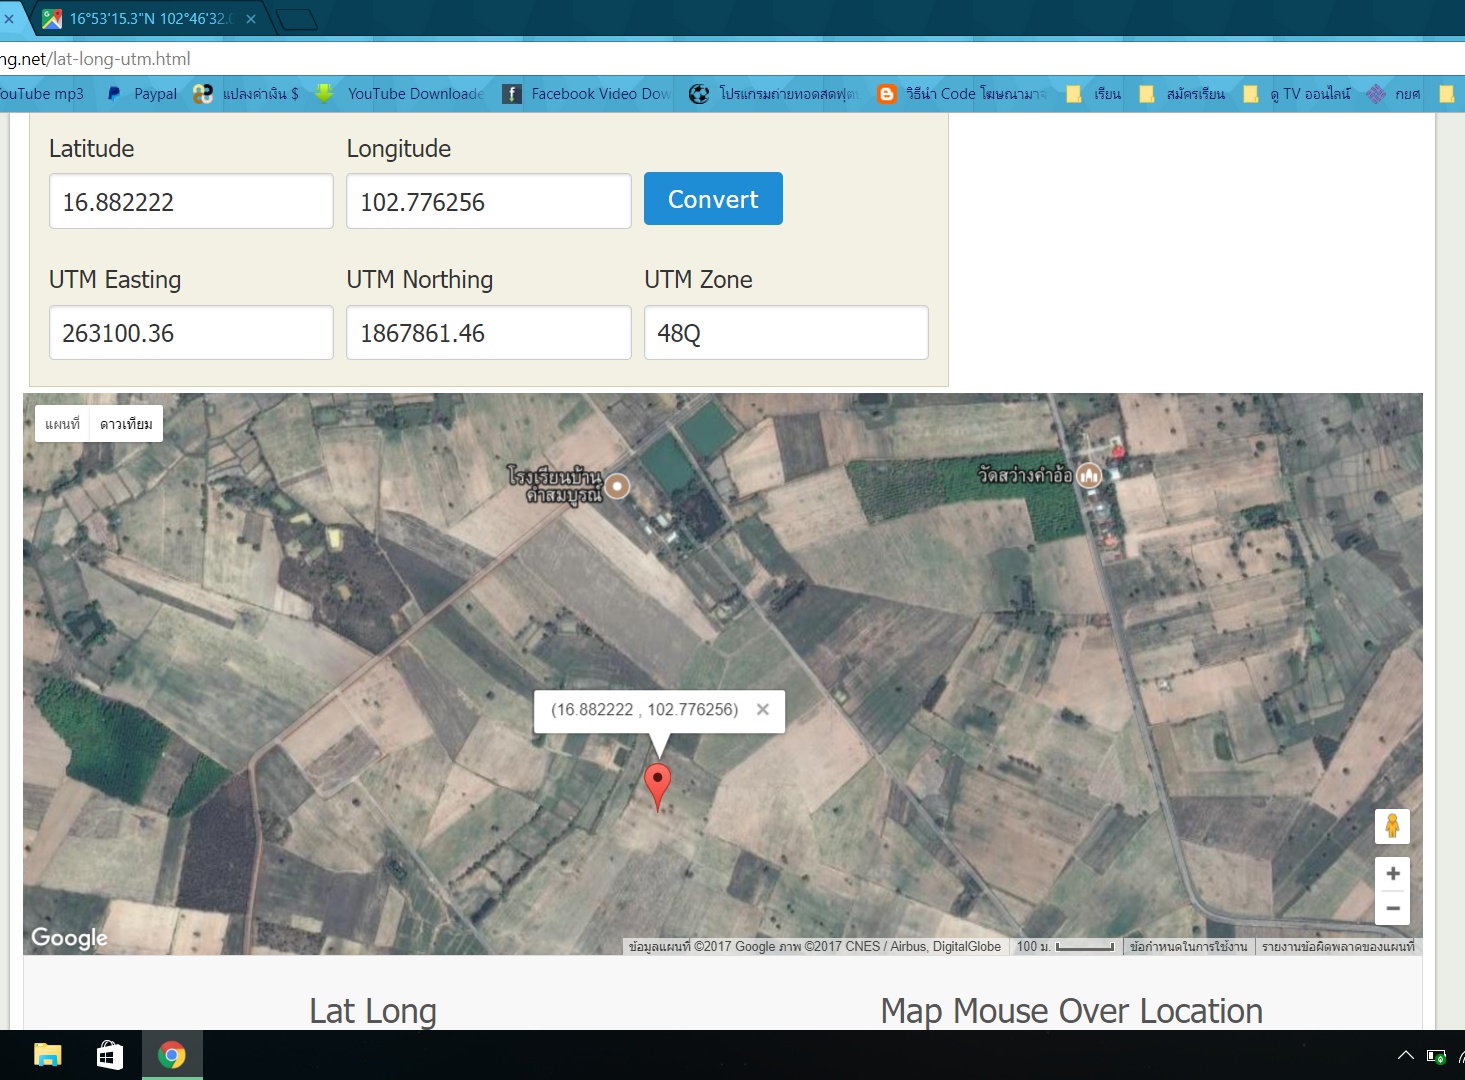 16°53'15.3"N 102°46'32.
ng.net/lat-long-utm.html
YouTube mp3 Paypal แปลงค่าเงิน $ YouTube Downloade Facebook Video Dow โปรแกรมถ่ายทอดสดฟุตบ วิธีนำ Code โฆษณามา เรียน สมัครเรียน ดู TV ออนไลน์ กยศ
Latitude Longitude
16.882222 102.776256 Convert
UTM Easting UTM Northing UTM Zone
263100.36 1867861.46 48Q
แผนที่ ดาวเทียม
โรงเรียนบ้าน
คำสมบูรณ์
วัดสว่างคำอ้อ
(16.882222 , 102.776256)
Google
ข้อมูลแผนที่ ©2017 Google ภาพ ©2017 CNES / Airbus, DigitalGlobe 100 ม. ข้อกำหนดในการใช้งาน รายงานข้อผิดพลาดของแผนที่
Lat Long Map Mouse Over Location